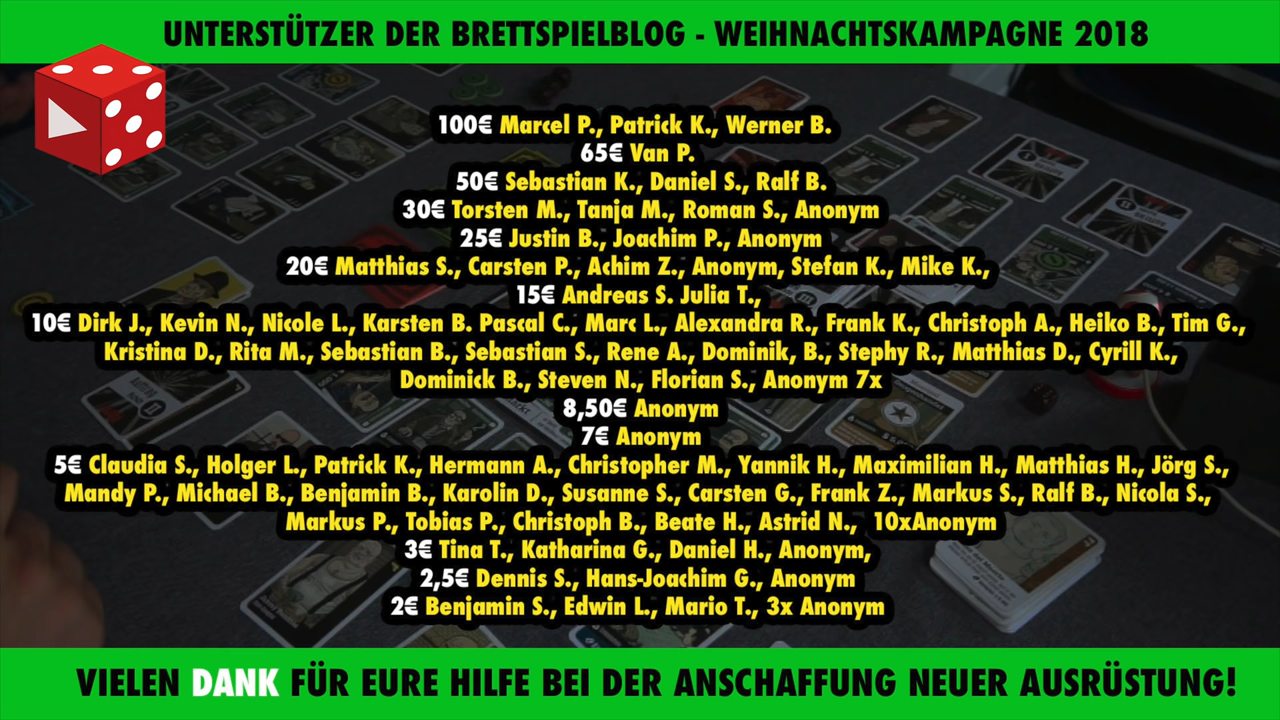 UNTERSTÜTZER DER BRETTSPIELBLOG - WEIHNACHTSKAMPAGNE 2018
100€ Marcel P., Patrick K., Werner B.
65€ Van P.
50€ Sebastian K., Daniel S., Ralf B.
30€ Torsten M., Tanja M., Roman S., Anonym
25€ Justin B., Joachim P., Anonym
20€ Matthias S., Carsten P., Achim Z., Anonym, Stefan K., Mike K.,
15€ Andreas S. Julia T.,
10€ Dirk J., Kevin N., Nicole L., Karsten B. Pascal C., Marc L., Alexandra R., Frank K., Christoph A., Heiko B., Tim G.,
Kristina D., Rita M., Sebastian B., Sebastian S., Rene A., Dominik, B., Stephy R., Matthias D., Cyrill K.,
Dominick B., Steven N., Florian S., Anonym 7x
8,50€ Anonym
7€ Anonym
5€ Claudia S., Holger L., Patrick K., Hermann A., Christopher M., Yannik H., Maximilian H., Matthias H., Jörg S.,
Mandy P., Michael B., Benjamin B., Karolin D., Susanne S., Carsten G., Frank Z., Markus S., Ralf B., Nicola S.,
Markus P., Tobias P., Christoph B., Beate H., Astrid N., 10xAnonym
3€ Tina T., Katharina G., Daniel H., Anonym,
2,5€ Dennis S., Hans-Joachim G., Anonym
2€ Benjamin S., Edwin L., Mario T., 3x Anonym
VIELEN DANK FÜR EURE HILFE BEI DER ANSCHAFFUNG NEUER AUSRÜSTUNG!